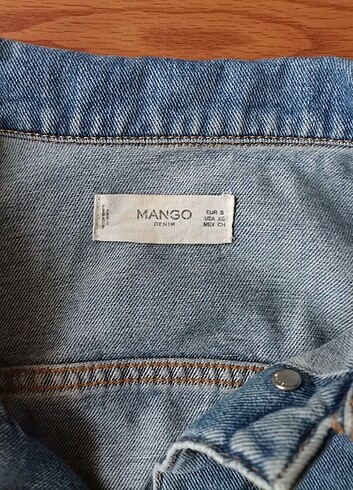 MANGO
DENIM
EUR S
USA XS
MEX CH